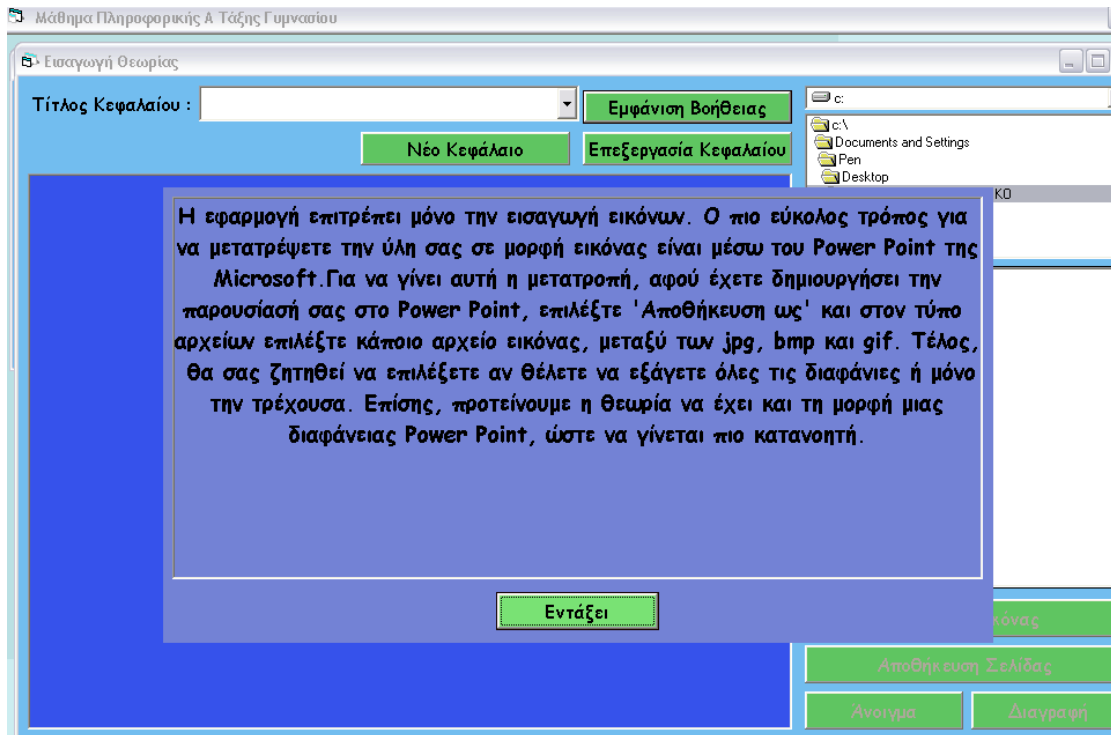 Μάθημα Πληροφορικής Α Τάξης Γυμνασίου
Εισαγωγή Θεωρίας
Τίτλος Κεφαλαίου :
Εμφάνιση Βοήθειας
Νέο Κεφάλαιο
Επεξεργασία Κεφαλαίου
c:
c:\
Documents and Settings
Pen
Desktop
ΚΟ
Η εφαρμογή επιτρέπει μόνο την εισαγωγή εικόνων. Ο πιο εύκολος τρόπος για
να μετατρέψετε την ύλη σας σε μορφή εικόνας είναι μέσω του Power Point της
Microsoft.Για να γίνει αυτή η μετατροπή, αφού έχετε δημιουργήσει την
παρουσίασή σας στο Power Point, επιλέξτε 'Αποθήκευση ως' και στον τύπο
αρχείων επιλέξτε κάποιο αρχείο εικόνας, μεταξύ των jpg, bmp και gif. Τέλος,
θα σας ζητηθεί να επιλέξετε αν θέλετε να εξάγετε όλες τις διαφάνιες ή μόνο
την τρέχουσα. Επίσης, προτείνουμε η θεωρία να έχει και τη μορφή μιας
διαφάνειας Power Point, ώστε να γίνεται πιο κατανοητή.
Εντάξει
κόνας
Αποθήκευση Σελίδας
Άνοιγμα
Διαγραφή